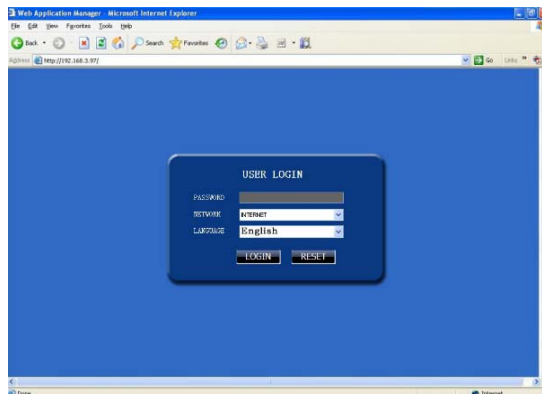 Web Application Manager - Microsoft Internet Explorer
File Edit View Favorites Tools Help
Back Search Favorites
Address http://192.168.3.97/ Go Links
USER LOGIN
PASSWORD
NETWORK INTERNET
LANGUAGE English
LOGIN RESET
Done Internet